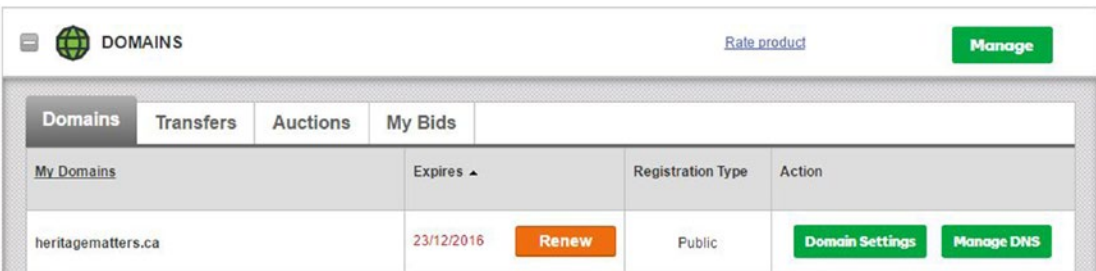 DOMAINS Rate product Manage
Domains Transfers Auctions My Bids
My Domains Expires Registration Type Action
heritagematters.ca 23/12/2016 Renew Public Domain Settings Manage DNS